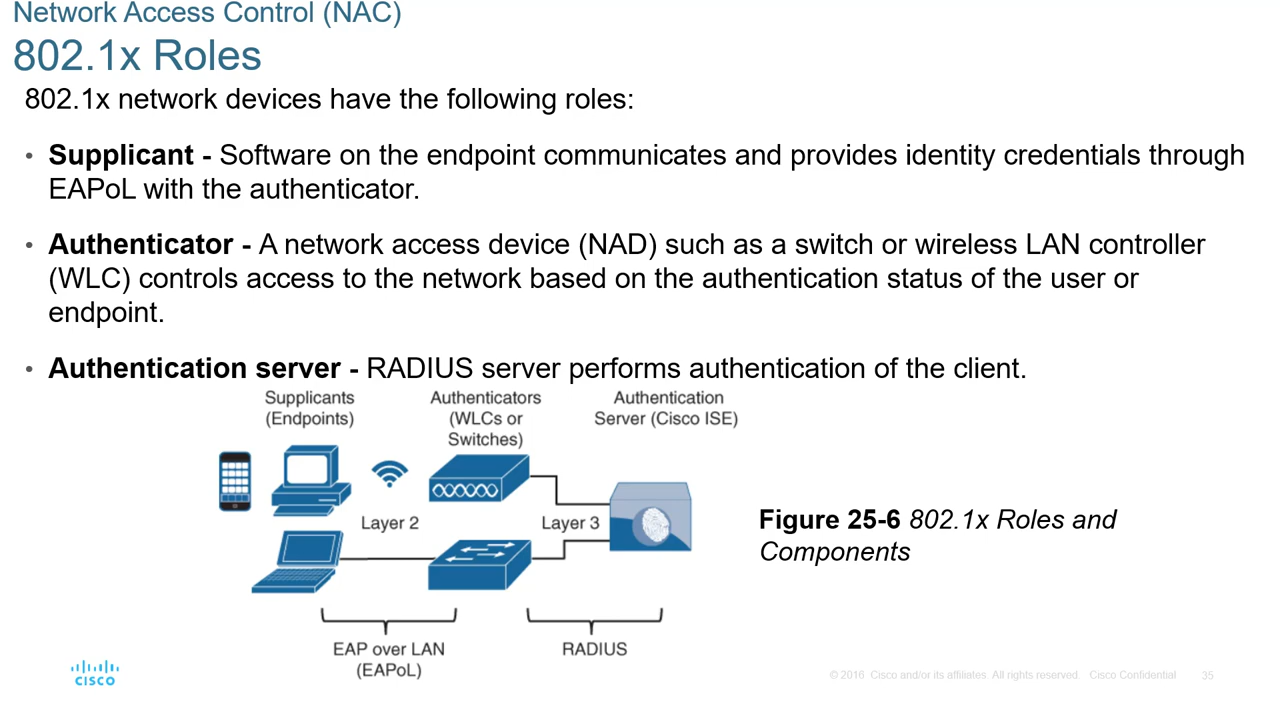 Network Access Control (NAC)
802.1x Roles
802.1x network devices have the following roles:
• Supplicant - Software on the endpoint communicates and provides identity credentials through
EAPoL with the authenticator.
• Authenticator - A network access device (NAD) such as a switch or wireless LAN controller
(WLC) controls access to the network based on the authentication status of the user or
endpoint.
• Authentication server - RADIUS server performs authentication of the client.
Supplicants
(Endpoints)
Authenticators
(WLCs or
Switches)
Authentication
Server (Cisco ISE)
Layer 2
Layer 3
Figure 25-6 802.1x Roles and
Components
EAP over LAN
(EAPoL)
RADIUS
CISCO
© 2016 Cisco and/or its affiliates. All rights reserved. Cisco Confidential
35